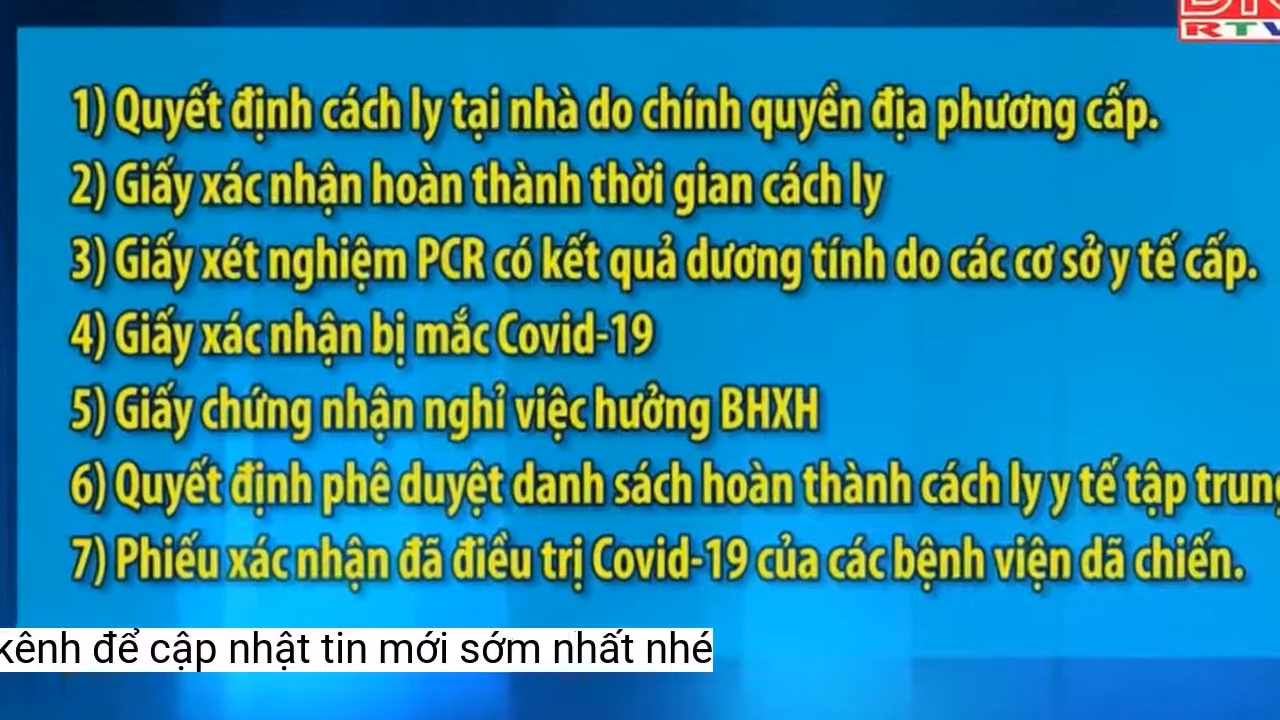 RTV
1) Quyết định cách ly tại nhà do chính quyền địa phương cấp.
2) Giấy xác nhận hoàn thành thời gian cách ly
3) Giấy xét nghiệm PCR có kết quả dương tính do các cơ sở y tế cấp.
4) Giấy xác nhận bị mắc Covid-19
5) Giấy chứng nhận nghỉ việc hưởng BHXH
6) Quyết định phê duyệt danh sách hoàn thành cách ly y tế tập trung
7) Phiếu xác nhận đã điều trị Covid-19 của các bệnh viện dã chiến.
kênh để cập nhật tin mới sớm nhất nhé